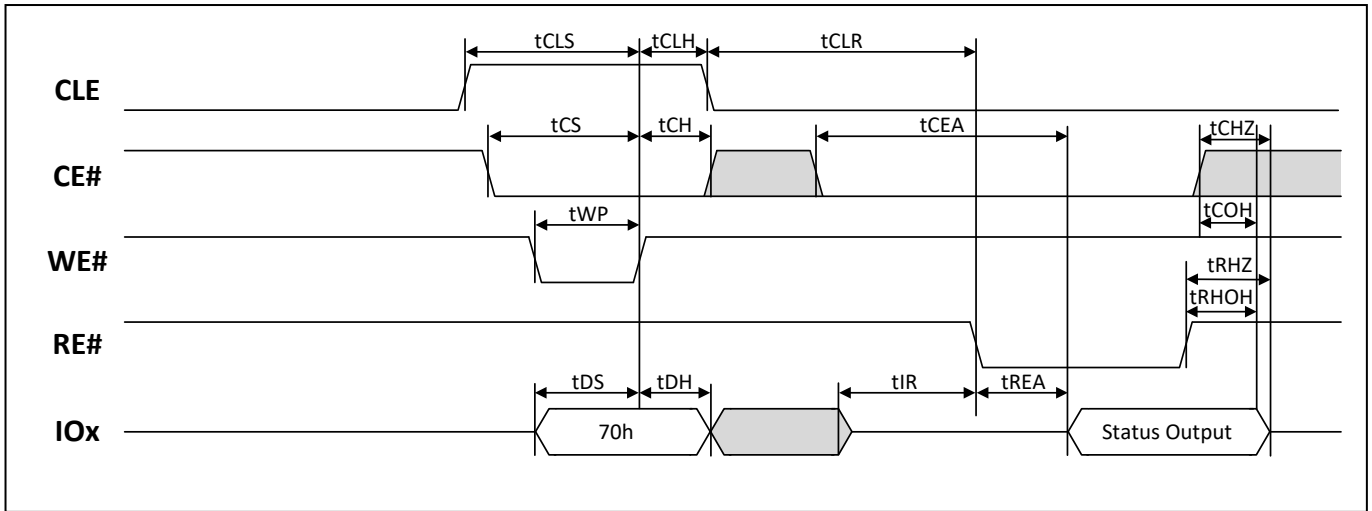 tCLS tCLH tCLR
CLE
tCS tCH tCEA tCHZ
CE#
tWP tCOH
WE#
tRHZ
tRHOH
RE#
tDS tDH tIR tREA
IOx 70h Status Output